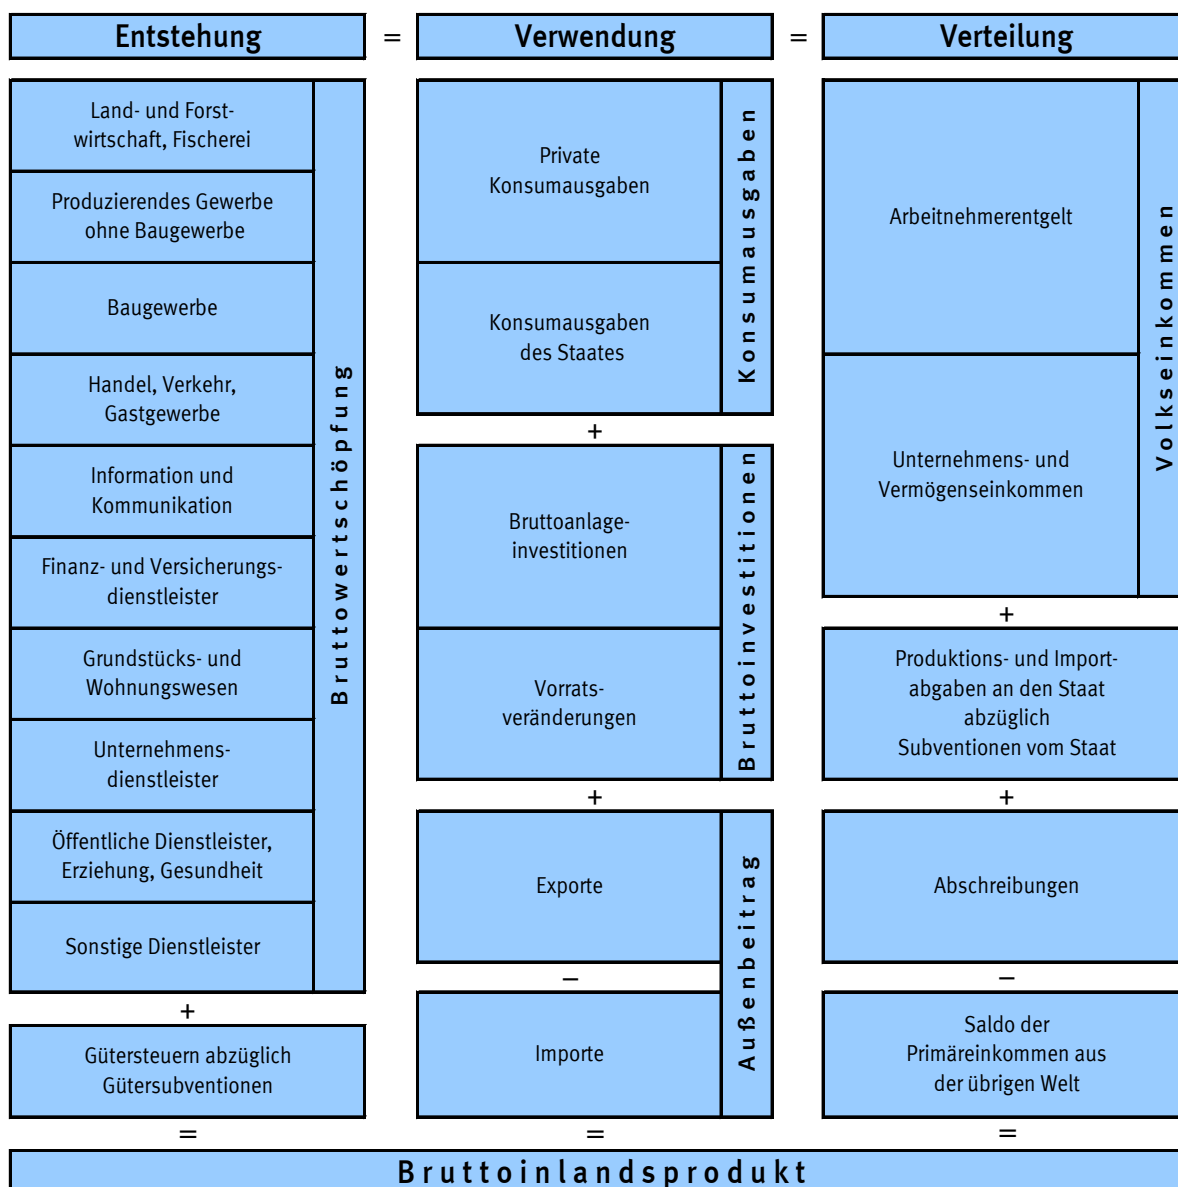 Entstehung
=
Verwendung
=
Verteilung
Land- und Forst-
wirtschaft, Fischerei
Produzierendes Gewerbe
ohne Baugewerbe
Baugewerbe
Handel, Verkehr,
Gastgewerbe
Information und
Kommunikation
Finanz- und Versicherungs-
dienstleister
Grundstücks- und
Wohnungswesen
Unternehmens-
dienstleister
Öffentliche Dienstleister,
Erziehung, Gesundheit
Sonstige Dienstleister
Bruttowertschöpfung
+
Gütersteuern abzüglich
Gütersubventionen
=
Private
Konsumausgaben
Konsumausgaben
des Staates
Konsumausgaben
+
Bruttoanlage-
investitionen
Vorrats-
veränderungen
Bruttoinvestitionen
+
Exporte
–
Importe
Außenbeitrag
=
Arbeitnehmerentgelt
Unternehmens- und
Vermögenseinkommen
Volkseinkommen
+
Produktions- und Import-
abgaben an den Staat
abzüglich
Subventionen vom Staat
+
Abschreibungen
–
Saldo der
Primäreinkommen aus
der übrigen Welt
=
Bruttoinlandsprodukt